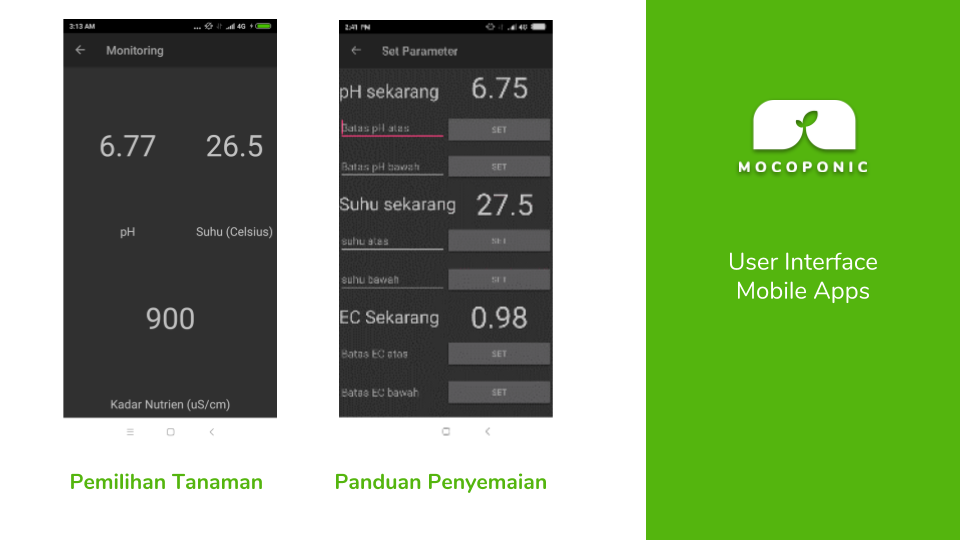 3:13 AM
... 4G
Monitoring
6.77
26.5
pH
Suhu (Celsius)
900
Kadar Nutrien (uS/cm)
Pemilihan Tanaman
2:41 PM
4G
Set Parameter
pH sekarang
6.75
Batas pH atas
SET
Batas pH bawah
SET
Suhu sekarang
27.5
suhu atas
SET
suhu bawah
SET
EC Sekarang
0.98
Batas EC atas
SET
Batas EC bawah
SET
Panduan Penyemaian
MOCOPONIC
User Interface
Mobile Apps